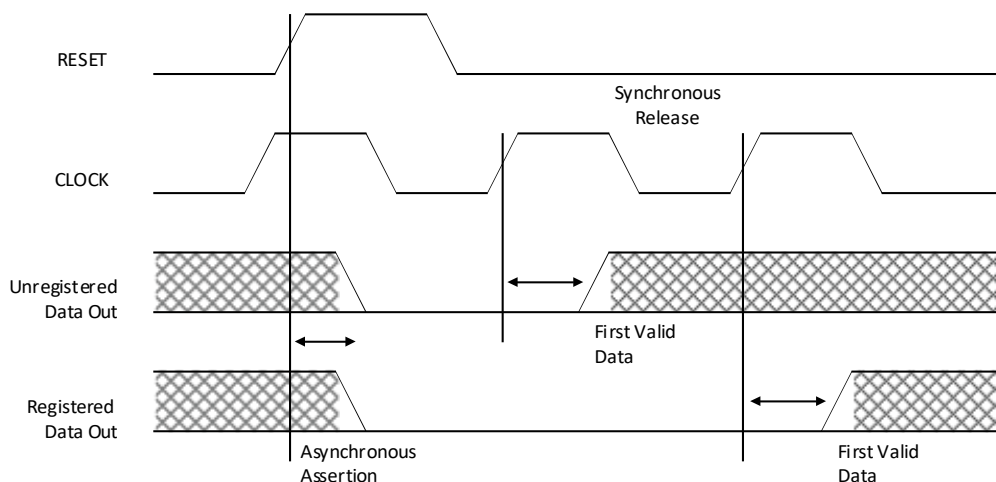 RESET
Synchronous
Release
CLOCK
Unregistered
Data Out
First Valid
Data
Registered
Data Out
Asynchronous
Assertion
First Valid
Data